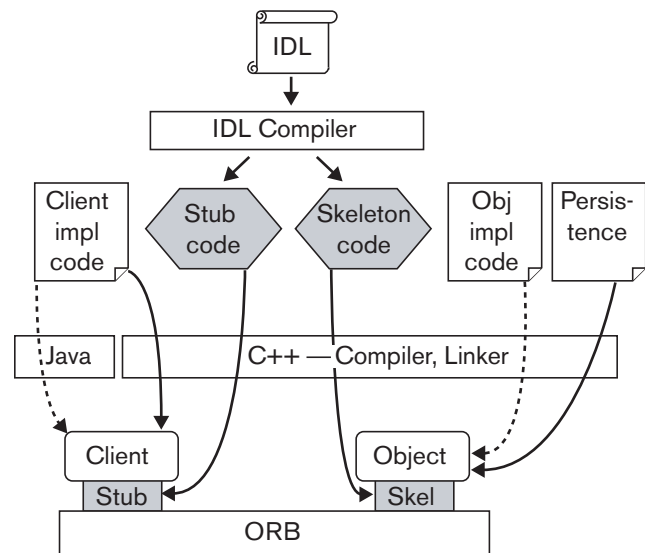 IDL
IDL Compiler
Client
impl
code
Stub
code
Skeleton
code
Obj
impl
code
Persis-
tence
Java
C++ — Compiler, Linker
Client
Object
Stub
Skel
ORB